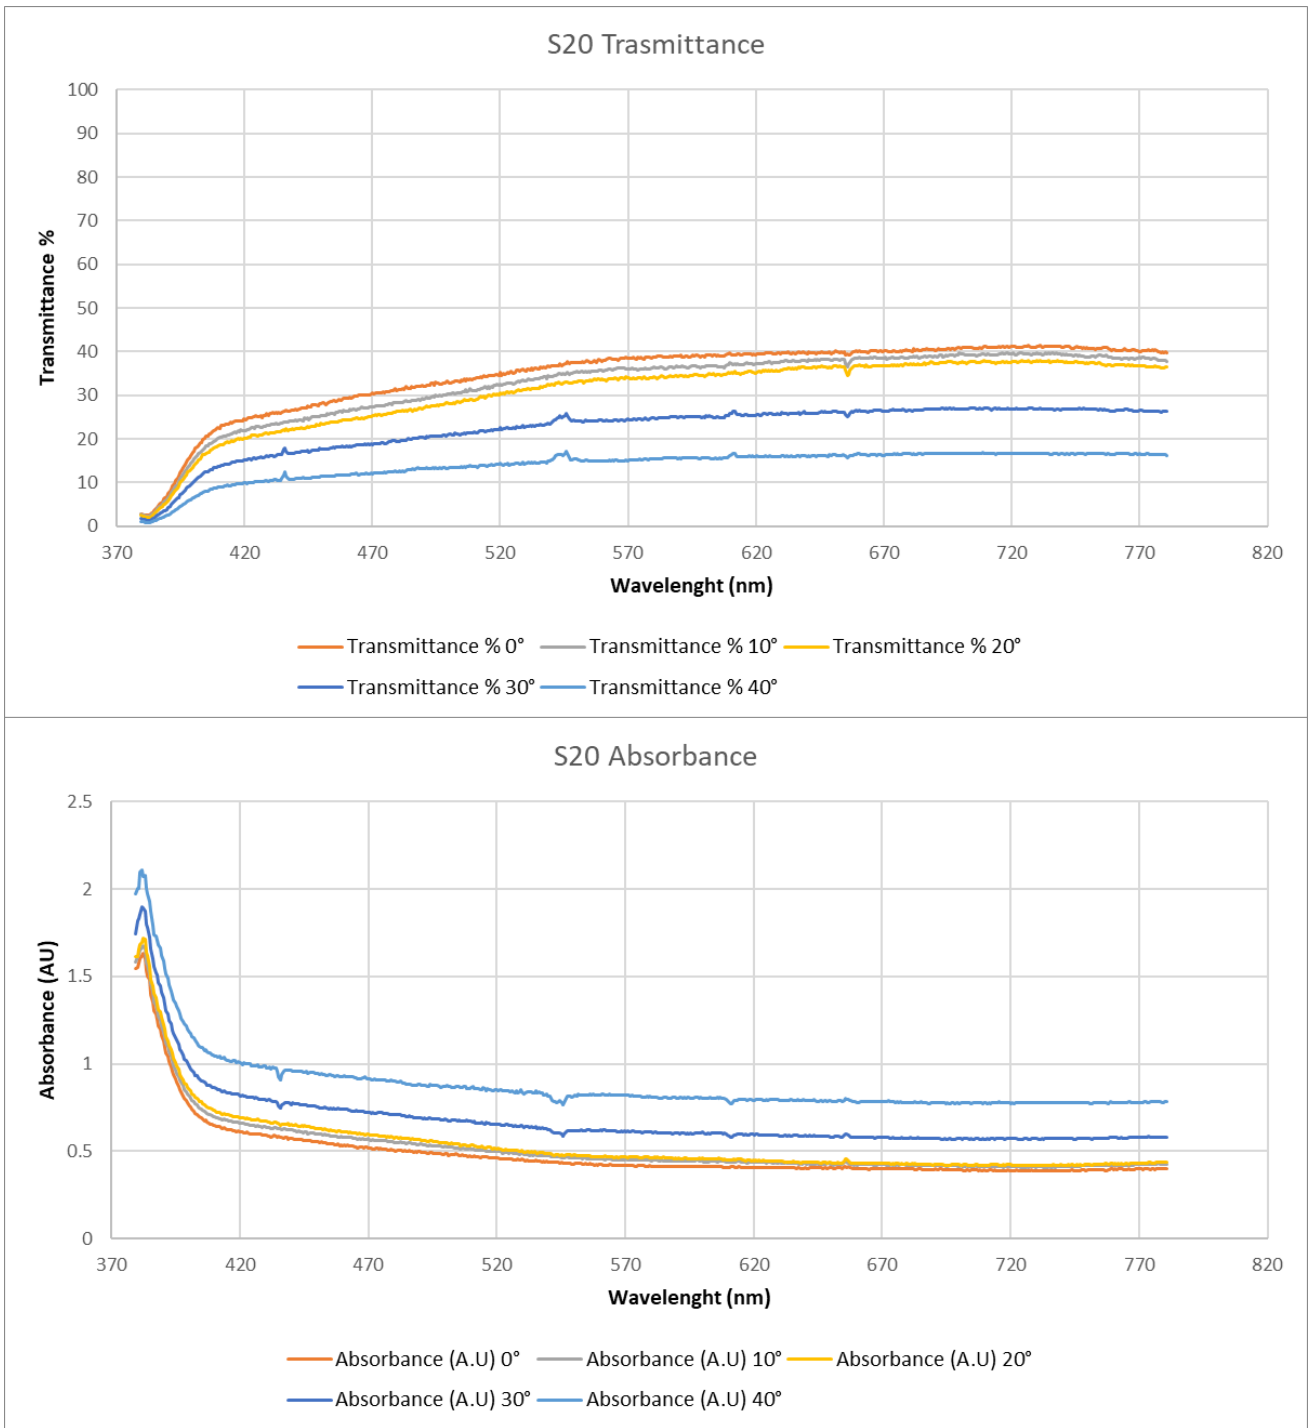 S20 Trasmittance
100
90
80
70
60
50
40
30
20
10
0
Transmittance %
370 420 470 520 570 620 670 720 770 820
Wavelenght (nm)
Transmittance % 0° Transmittance % 10° Transmittance % 20°
Transmittance % 30° Transmittance % 40°
S20 Absorbance
2.5
2
1.5
1
0.5
0
Absorbance (AU)
370 420 470 520 570 620 670 720 770 820
Wavelenght (nm)
Absorbance (A.U) 0° Absorbance (A.U) 10° Absorbance (A.U) 20°
Absorbance (A.U) 30° Absorbance (A.U) 40°